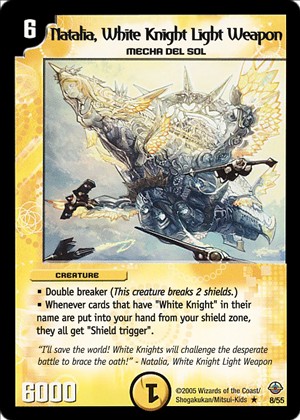 6
Natalia, White Knight Light Weapon
MECHA DEL SOL
CREATURE
■ Double breaker (This creature breaks 2 shields.)
■ Whenever cards that have "White Knight" in their
name are put into your hand from your shield zone,
they all get "Shield trigger".
"I'll save the world! White Knights will challenge the desperate
battle to brace the oath!" - Natalia, White Knight Light Weapon
6000
1
©2005 Wizards of the Coast/
Shogakukan/Mitsui-Kids ★ 8/55